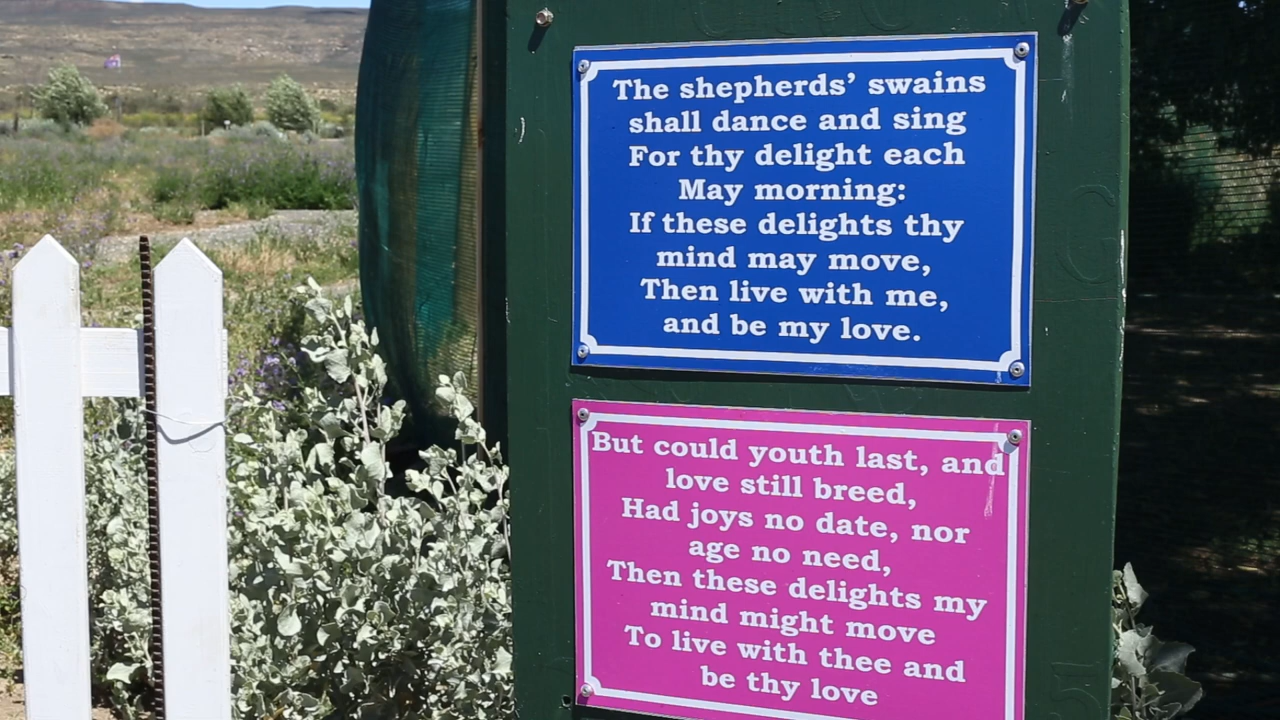 The shepherds’ swains
shall dance and sing
For thy delight each
May morning:
If these delights thy
mind may move,
Then live with me,
and be my love.
But could youth last, and
love still breed,
Had joys no date, nor
age no need,
Then these delights my
mind might move
To live with thee and
be thy love